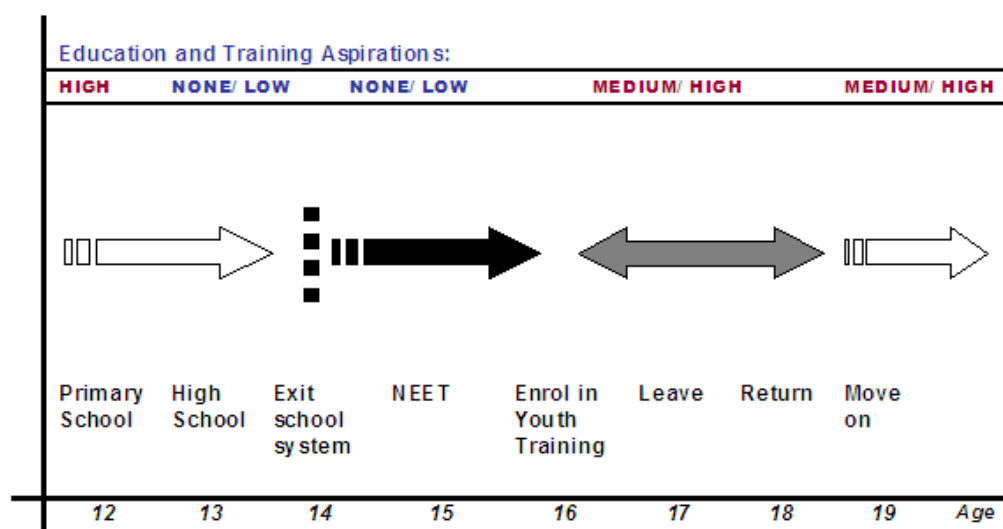 Education and Training Aspirations:
HIGH NONE/ LOW NONE/ LOW MEDIUM/ HIGH MEDIUM/ HIGH
Primary High Exit NEET Enrol in Leave Return Move
School School school Youth on
system Training
12 13 14 15 16 17 18 19 Age